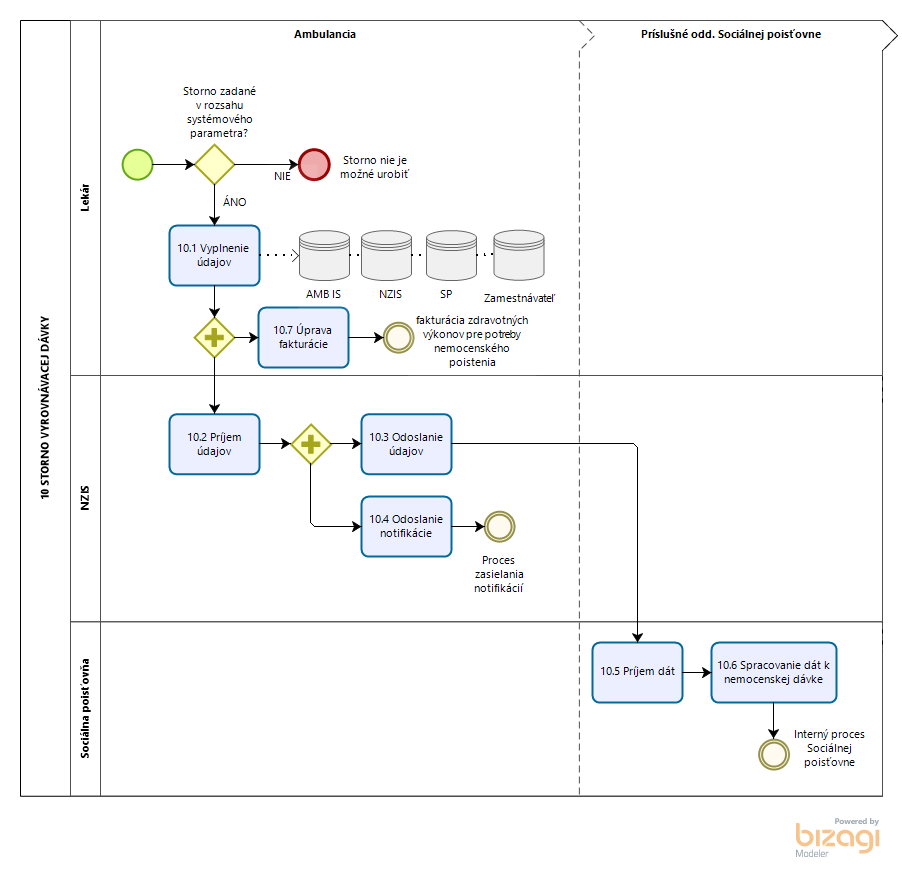 Ambulancia
Príslušné odd. Sociálnej poisťovne
10 STORNO VYROVNÁVACEJ DÁVKY
Lekár
Storno zadané
v rozsahu
systémového
parametra?
NIE
Storno nie je
možné urobiť
ÁNO
10.1 Vyplnenie
údajov
AMB IS
NZIS
SP
Zamestnávateľ
10.7 Úprava
fakturácie
fakturácia zdravotných
výkonov pre potreby
nemocenského
poistenia
NZIS
10.2 Príjem
údajov
10.3 Odoslanie
údajov
10.4 Odoslanie
notifikácie
Proces
zasielania
notifikácií
Sociálna poisťovňa
10.5 Príjem dát
10.6 Spracovanie dát k
nemocenskej dávke
Interný proces
Sociálnej
poisťovne
Powered by
bizagi
Modeler